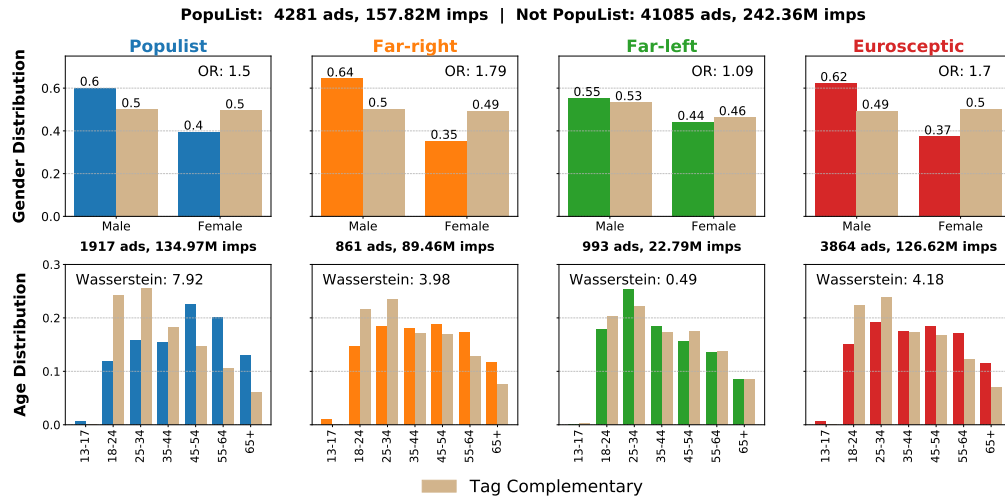 PopuList:  4281 ads, 157.82M imps  |  Not PopuList: 41085 ads, 242.36M imps
Populist Far-right Far-left Eurosceptic
Gender Distribution
0.6
0.4
0.2
0.0
0.6 0.5 0.4 0.5 OR: 1.5
0.64 0.5 0.35 0.49 OR: 1.79
0.55 0.53 0.44 0.46 OR: 1.09
0.62 0.49 0.37 0.5 OR: 1.7
Male Female Male Female Male Female Male Female
1917 ads, 134.97M imps 861 ads, 89.46M imps 993 ads, 22.79M imps 3864 ads, 126.62M imps
Age Distribution
0.3
0.2
0.1
0.0
Wasserstein: 7.92 Wasserstein: 3.98 Wasserstein: 0.49 Wasserstein: 4.18
13-17 18-24 25-34 35-44 45-54 55-64 65+ 13-17 18-24 25-34 35-44 45-54 55-64 65+ 13-17 18-24 25-34 35-44 45-54 55-64 65+ 13-17 18-24 25-34 35-44 45-54 55-64 65+
Tag Complementary